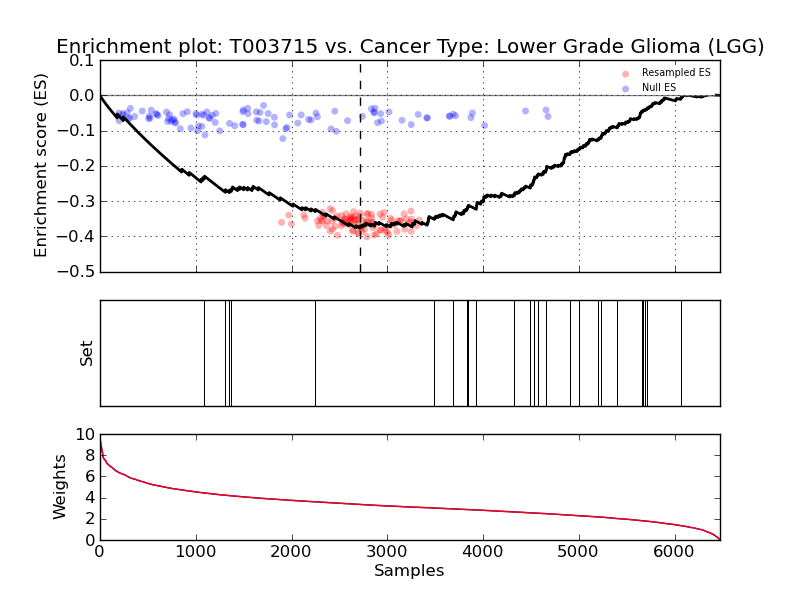 Enrichment plot: T003715 vs. Cancer Type: Lower Grade Glioma (LGG)
Enrichment score (ES)
0.1
0.0
−0.1
−0.2
−0.3
−0.4
−0.5
Resampled ES
Null ES
Set
Weights
10
8
6
4
2
0
0 1000 2000 3000 4000 5000 6000
Samples